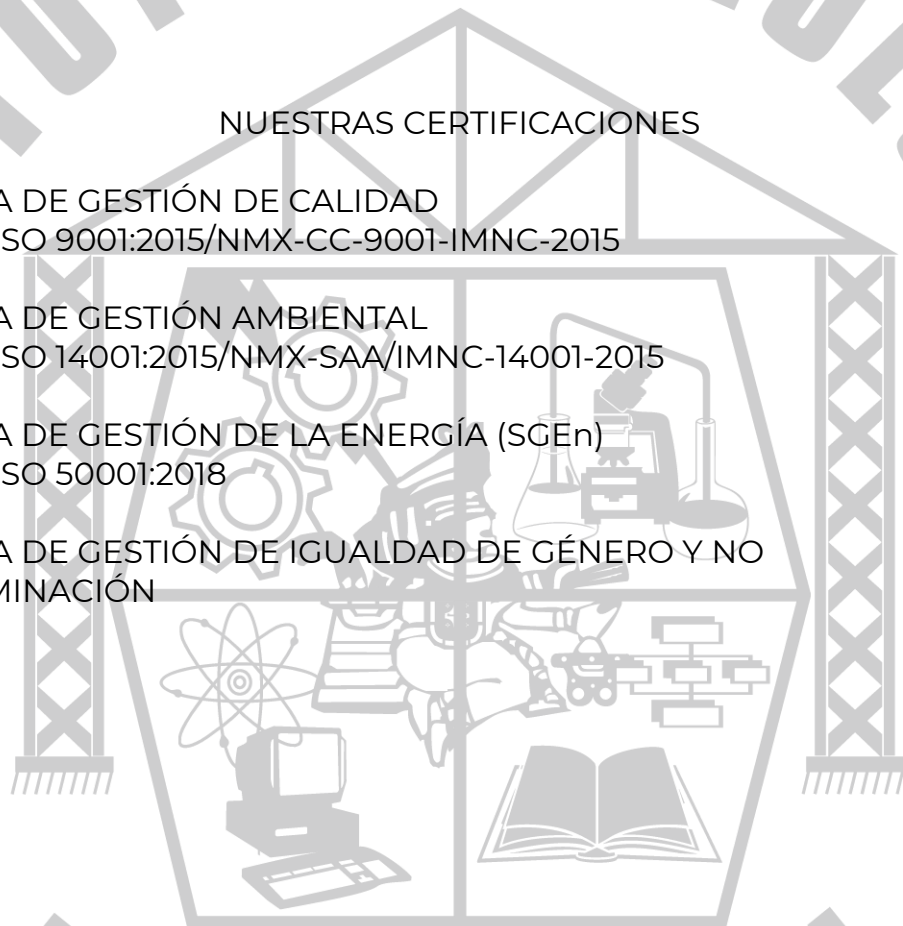 NUESTRAS CERTIFICACIONES
A DE GESTIÓN DE CALIDAD
SO 9001:2015/NMX-CC-9001-IMNC-2015
A DE GESTIÓN AMBIENTAL
SO 14001:2015/NMX-SAA/IMNC-14001-2015
A DE GESTIÓN DE LA ENERGÍA (SGEn)
SO 50001:2018
A DE GESTIÓN DE IGUALDAD DE GÉNERO Y NO
MINACIÓN